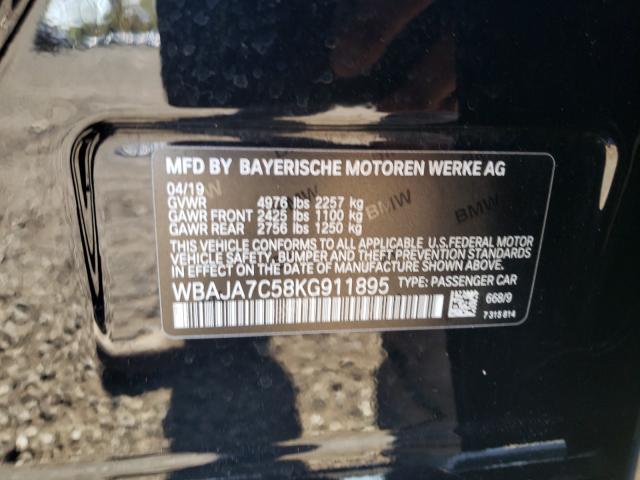 MFD BY BAYERISCHE MOTOREN WERKE AG
04/19
GVWR 4976 lbs 2257 kg
GAWR FRONT 2425 lbs 1100 kg
GAWR REAR 2756 lbs 1250 kg
THIS VEHICLE CONFORMS TO ALL APPLICABLE U.S. FEDERAL MOTOR
VEHICLE SAFETY, BUMPER AND THEFT PREVENTION STANDARDS
IN EFFECT ON THE DATE OF MANUFACTURE SHOWN ABOVE.
WBAJA7C58KG911895 TYPE: PASSENGER CAR
668/9
7 315 814
BMW
BMW
BMW